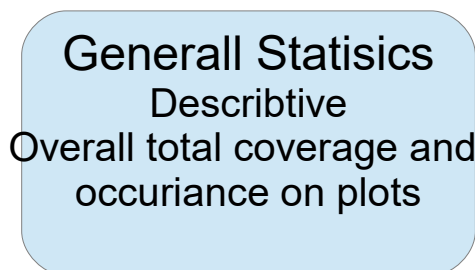 Generall Statisics
Describtive
Overall total coverage and
occuriance on plots